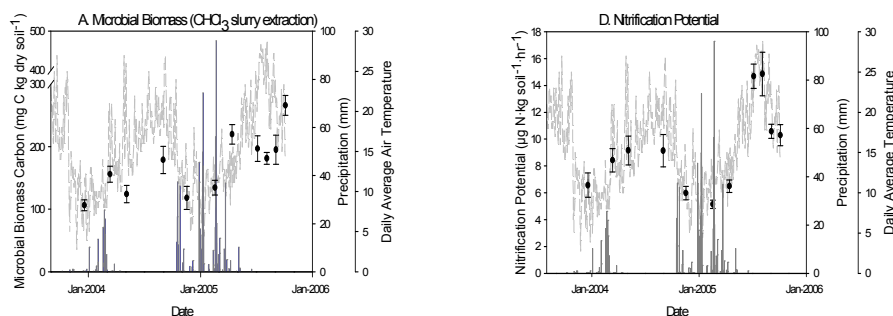 A. Microbial Biomass (CHCl3 slurry extraction)
Microbial Biomass Carbon (mg C kg dry soil⁻¹)
500
400
300
200
100
0
100
80
60
40
20
0
Precipitation (mm)
30
25
20
15
10
5
0
Daily Average Air Temperature
Jan-2004
Jan-2005
Jan-2006
Date
D. Nitrification Potential
Nitrification Potential (µg N·kg soil⁻¹·hr⁻¹)
18
16
14
12
10
8
6
4
2
0
100
80
60
40
20
0
Precipitation (mm)
30
25
20
15
10
5
0
Daily Average Temperature
Jan-2004
Jan-2005
Jan-2006
Date